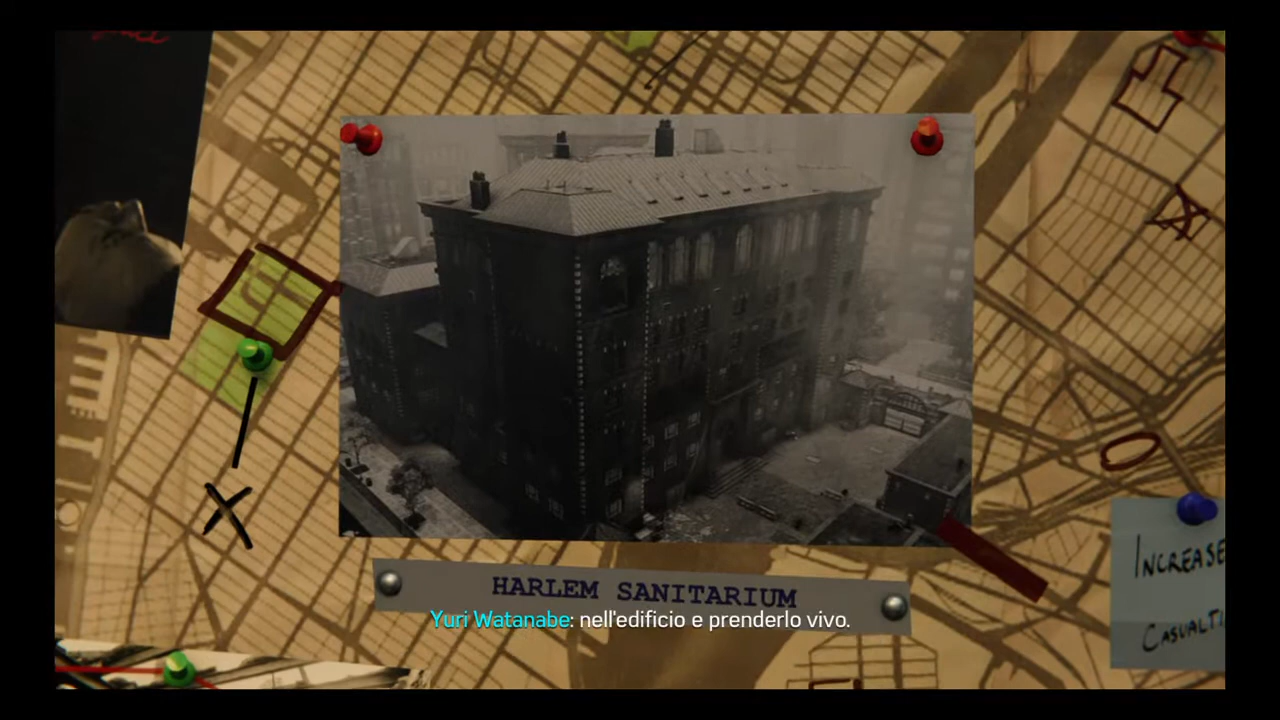 HARLEM SANITARIUM
Yuri Watanabe: nell'edificio e prenderlo vivo.
INCREASE
CASUALTI